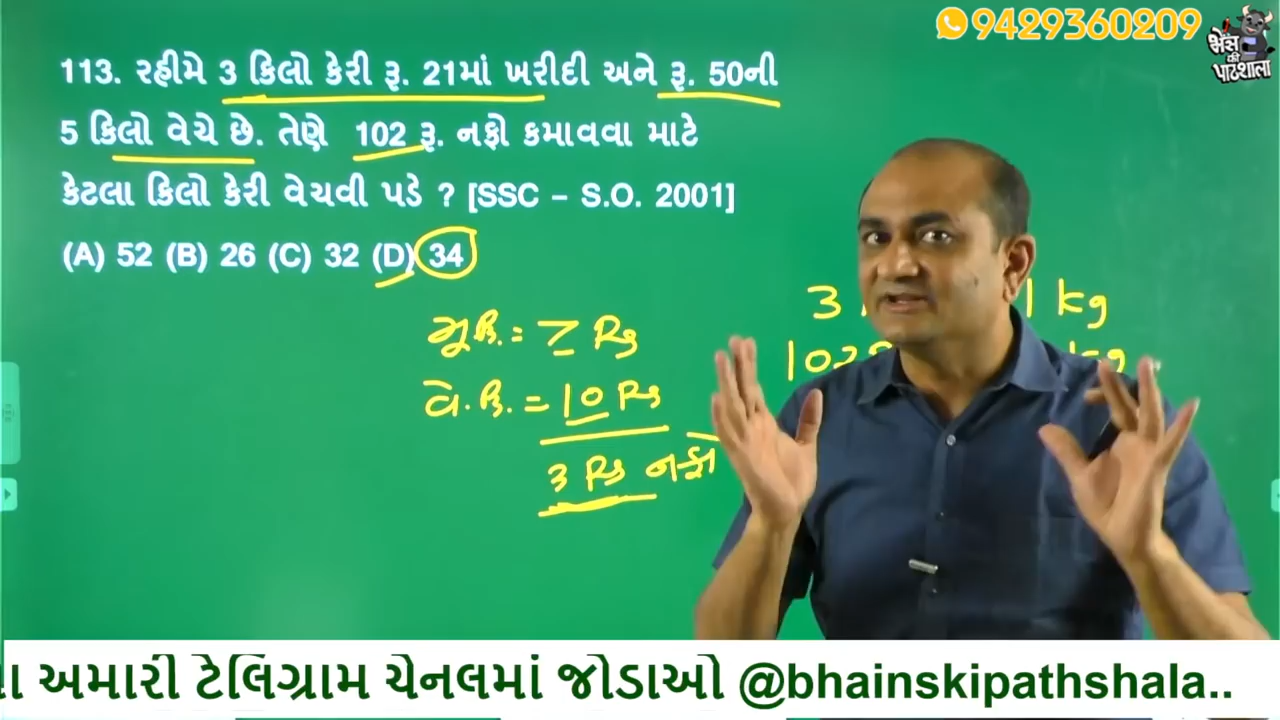 9429360209
ભેંસ
की
પાઠશાલા
113. રહીમે 3 કિલો કેરી રૂ. 21માં ખરીદી અને રૂ. 50ની
5 કિલો વેચે છે. તેણે 102 રૂ. નફો કમાવવા માટે
કેટલા કિલો કેરી વેચવી પડે ? [SSC – S.O. 2001]
(A) 52 (B) 26 (C) 32 (D) 34
મૂ.કિં. = 7 Rs
વે.કિં. = 10 Rs
3 Rs નફો
3
kg
102
kg
અમારી ટેલિગ્રામ ચેનલમાં જોડાઓ @bhainskipathshala..